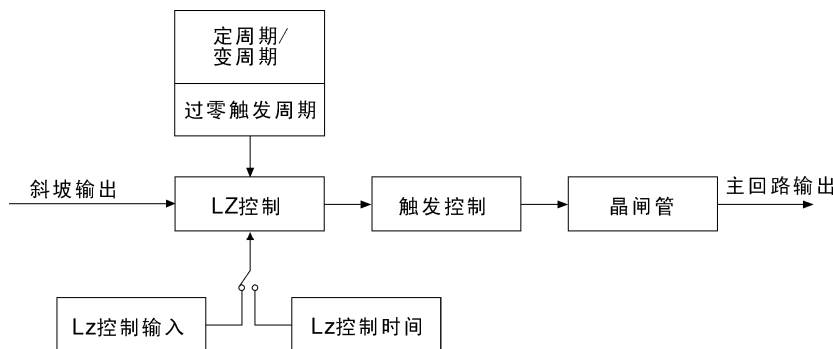 定周期/
变周期
过零触发周期
斜坡输出
LZ控制
触发控制
晶闸管
主回路输出
Lz控制输入
Lz控制时间